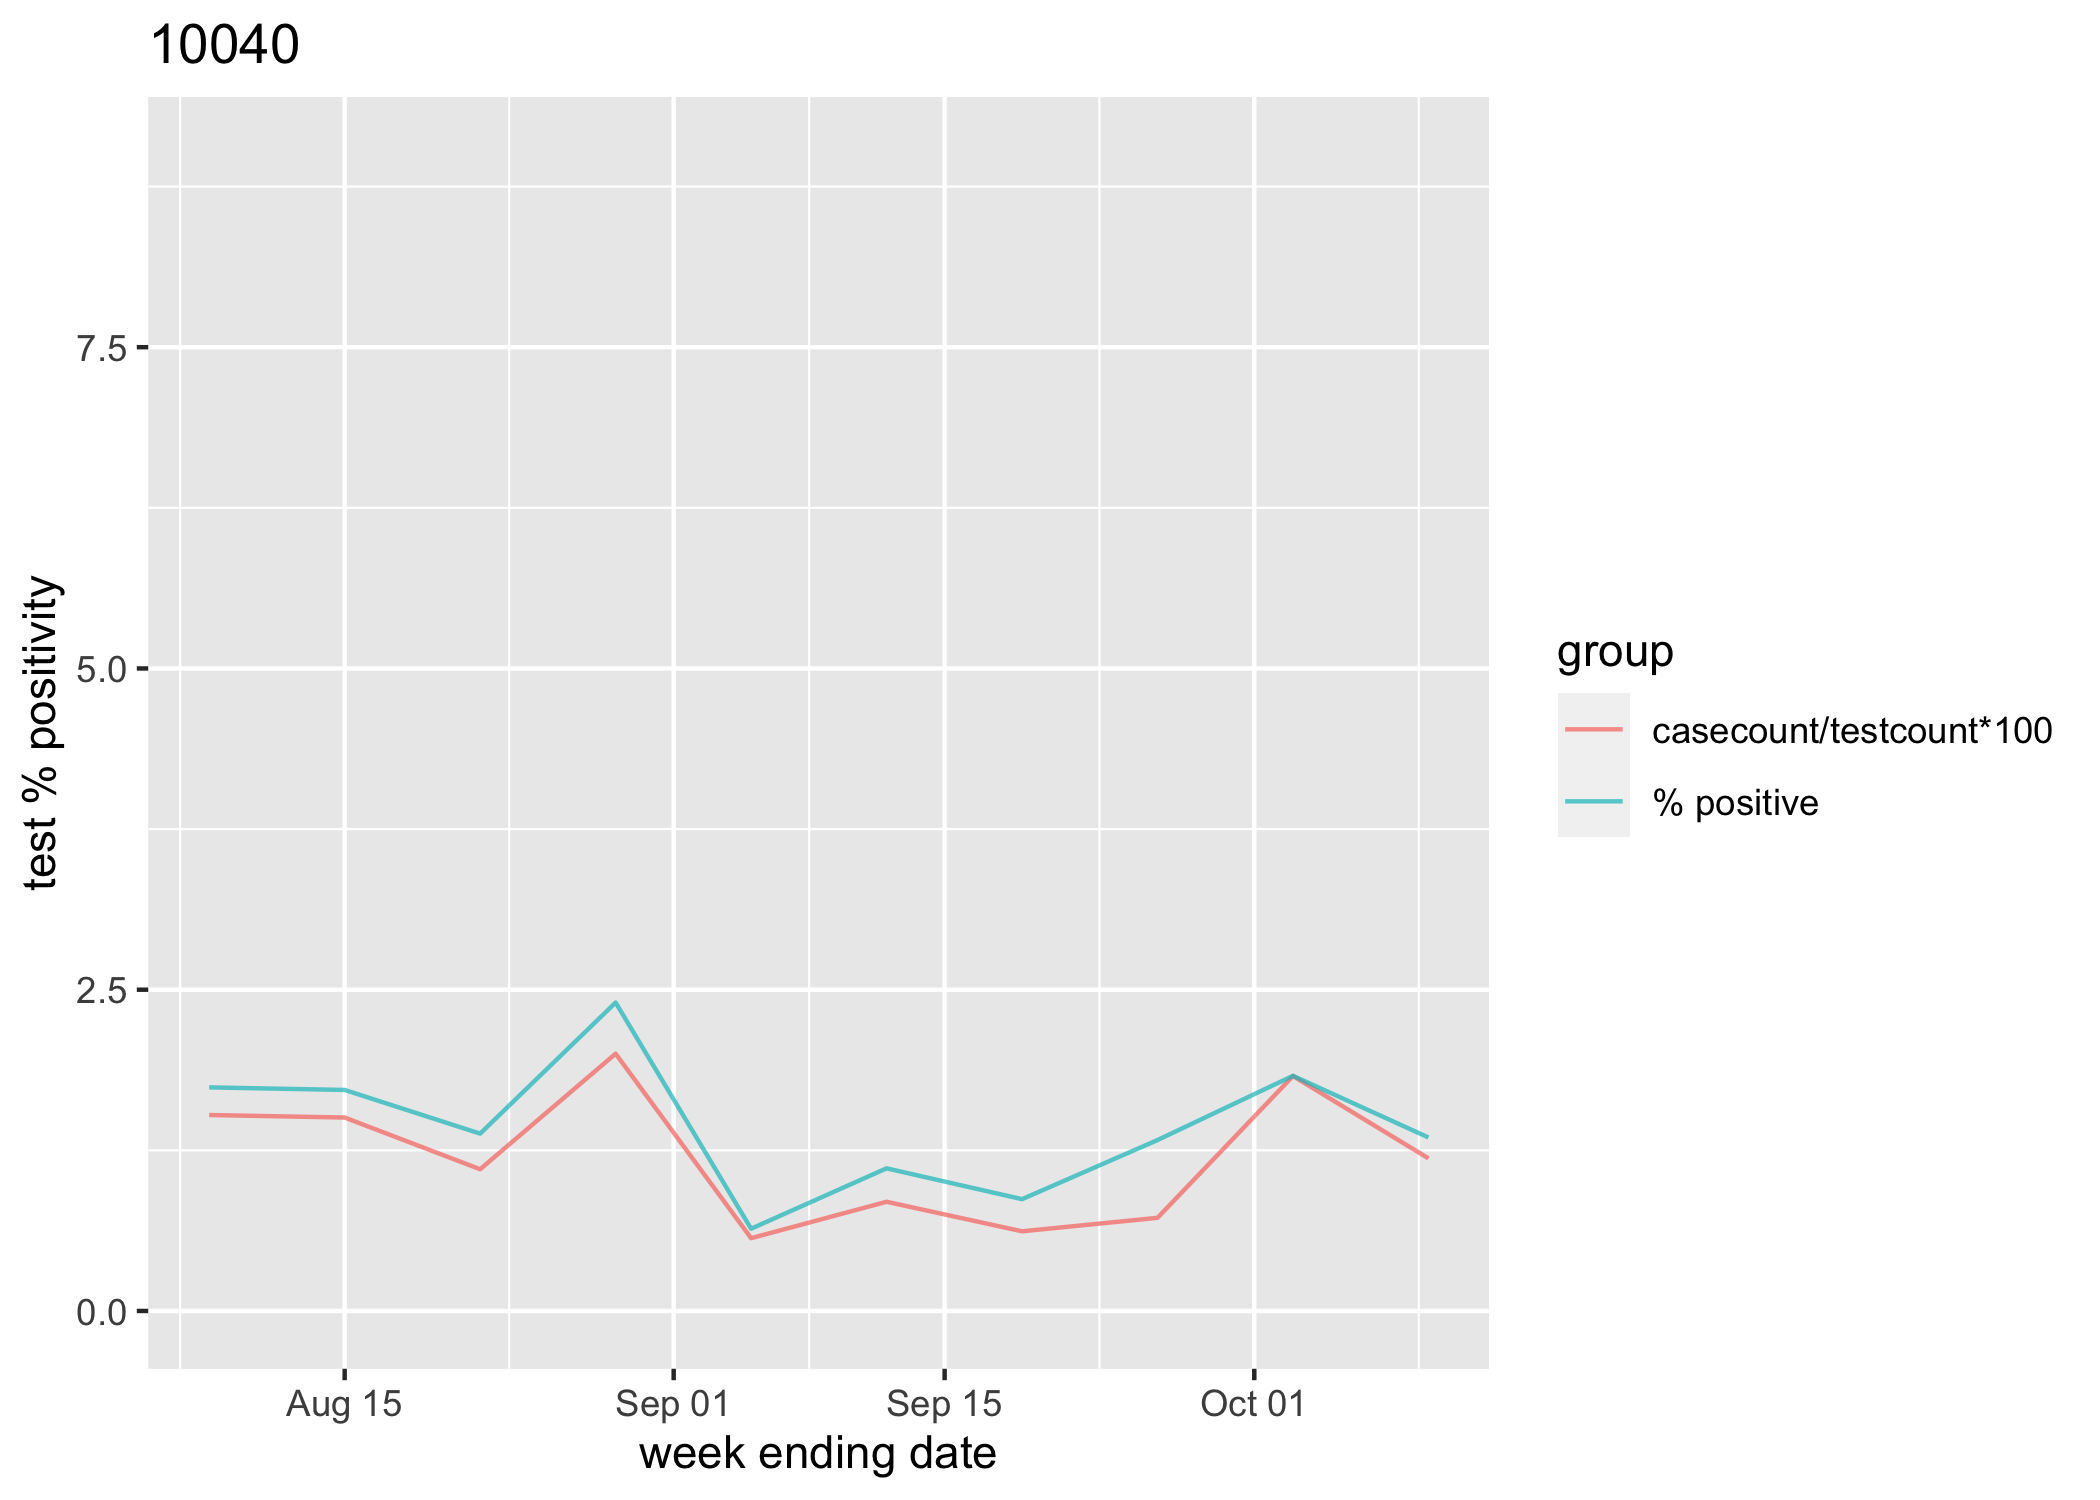 10040
test % positivity
7.5
5.0
2.5
0.0
Aug 15
Sep 01
Sep 15
Oct 01
week ending date
group
casecount/testcount*100
% positive